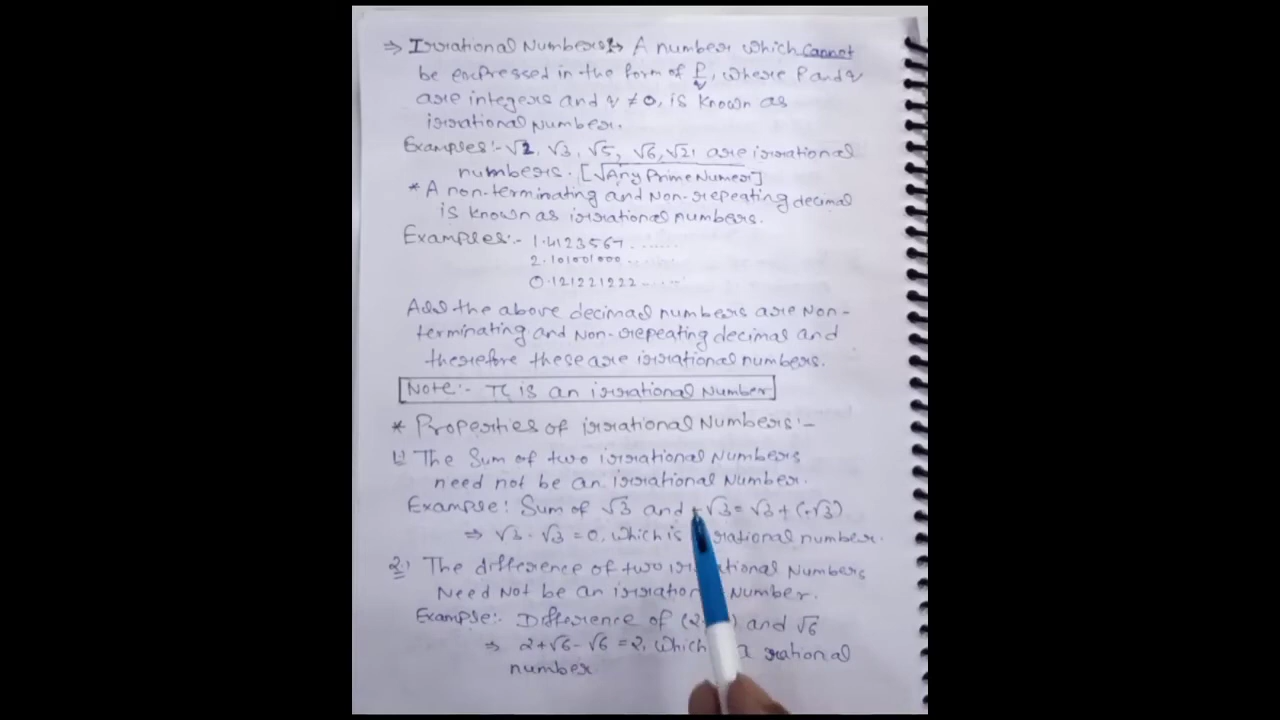 ⇒ Irrational Numbers:→ A number which cannot
be expressed in the form of P/q, where P and q
are integers and q ≠ 0, is known as
irrational number.
Examples:- √2, √3, √5, √6, √21 are irrational
numbers. [√Any Prime Numer]
* A non-terminating and Non-repeating decimal
is known as irrational numbers.
Examples:- 1.4123567.......
2.101001000.......
0.121221222......
All the above decimal numbers are Non-
terminating and Non-repeating decimal and
therefore these are irrational numbers.
Note:- π is an irrational Number
* Properties of irrational Numbers:-
1.) The Sum of two irrational Numbers
need not be an irrational Number.
Example: Sum of √3 and -√3 = √3 + (-√3)
⇒ √3 - √3 = 0, which is rational number.
2.) The difference of two irrational Numbers
Need Not be an irrational Number.
Example:- Difference of (2 ) and √6
⇒ 2+√6-√6 = 2, which a rational
number